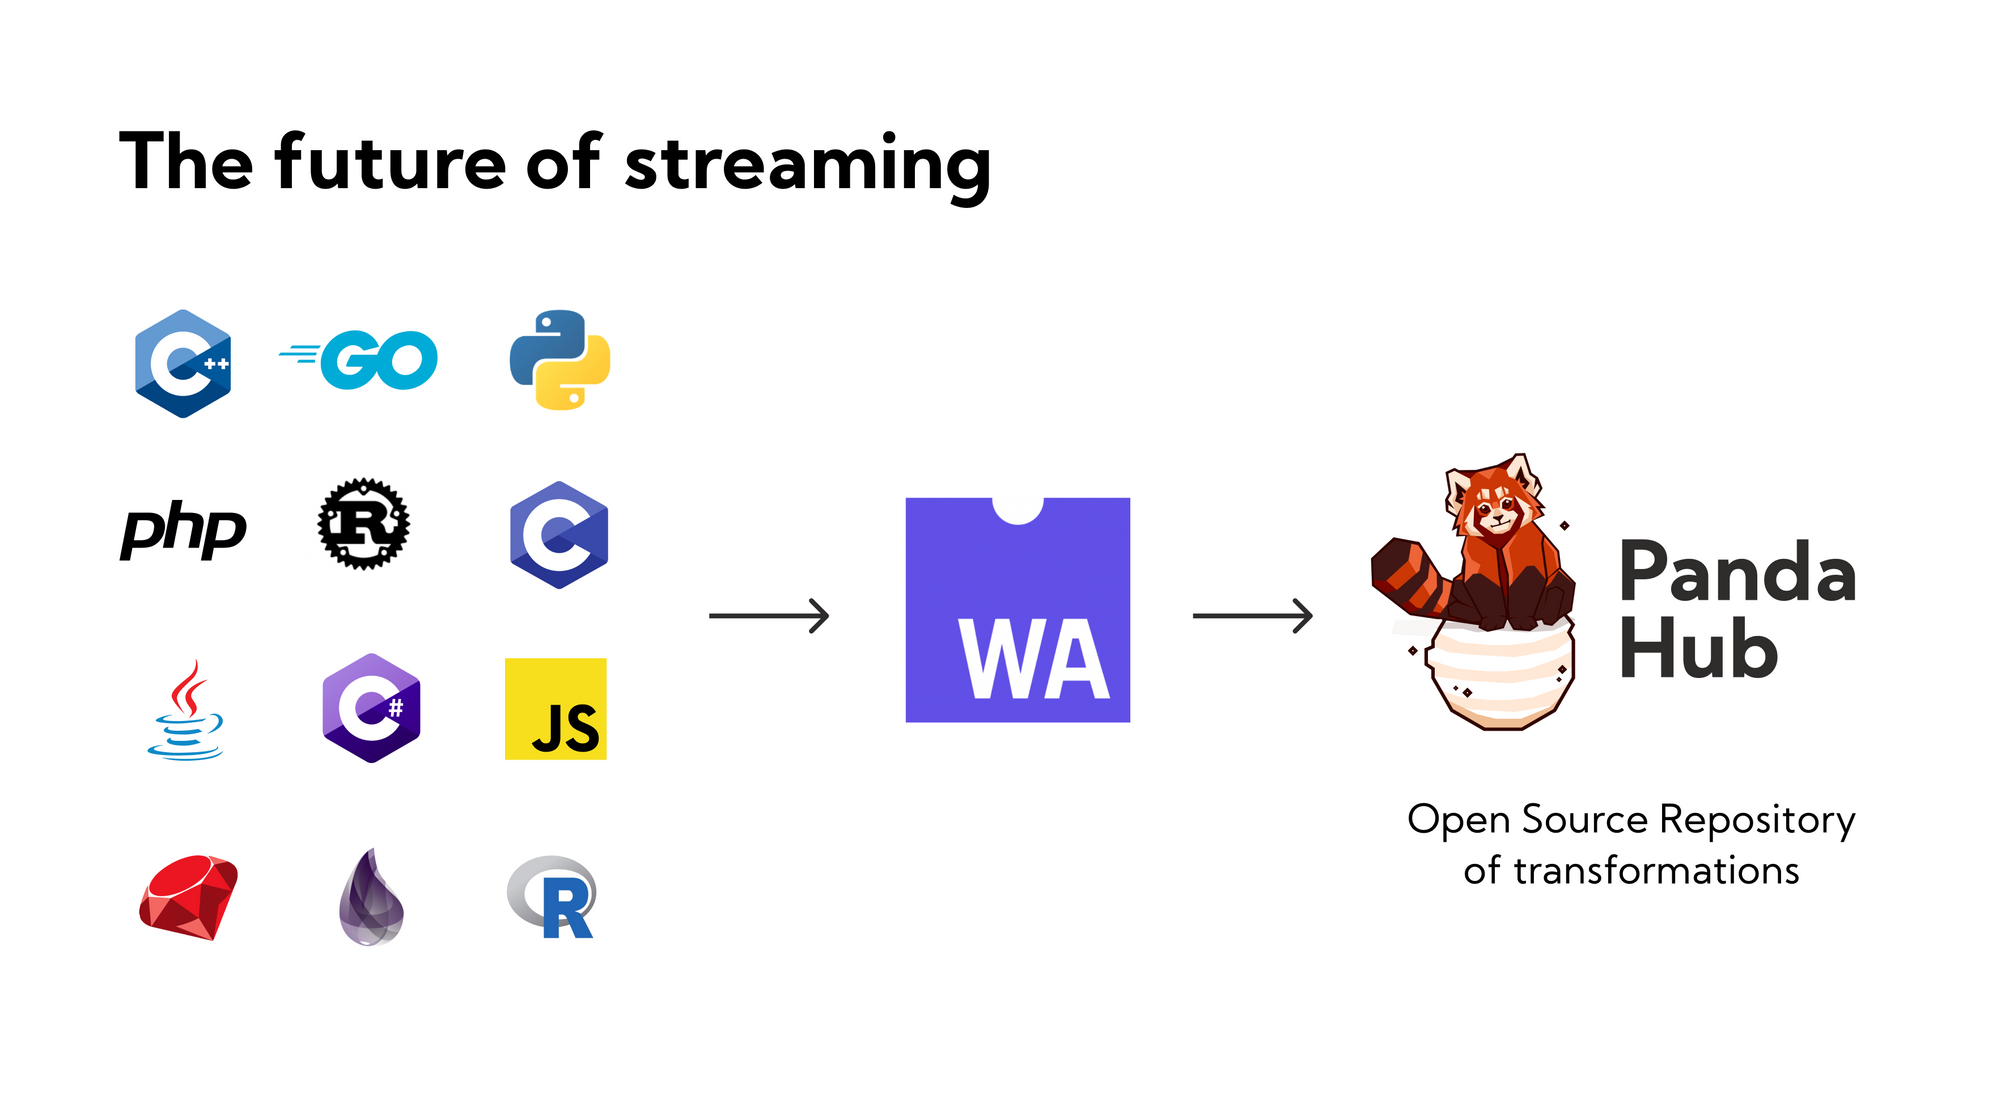 The future of streaming
C++
GO
php
R
C
C#
JS
R
WA
Panda
Hub
Open Source Repository
of transformations